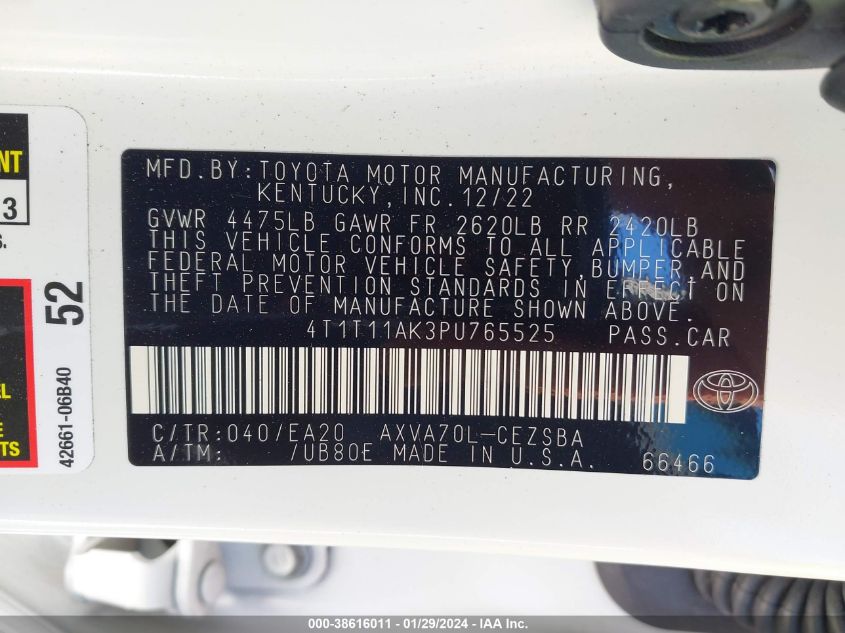 MFD.BY:TOYOTA MOTOR MANUFACTURING,
KENTUCKY,INC.12/22
GVWR 4475LB GAWR FR 2620LB RR 2420LB
THIS VEHICLE CONFORMS TO ALL APPLICABLE
FEDERAL MOTOR VEHICLE SAFETY,BUMPER,AND
THEFT PREVENTION STANDARDS IN EFFECT ON
THE DATE OF MANUFACTURE SHOWN ABOVE.
4T1T11AK3PU765525 PASS.CAR
C/TR:040/EA20 AXVA70L-CEZSBA
A/TM: /UB80E MADE IN U.S.A. 66466
52
42661-06B40
3
000-38616011 - 01/29/2024 - IAA Inc.